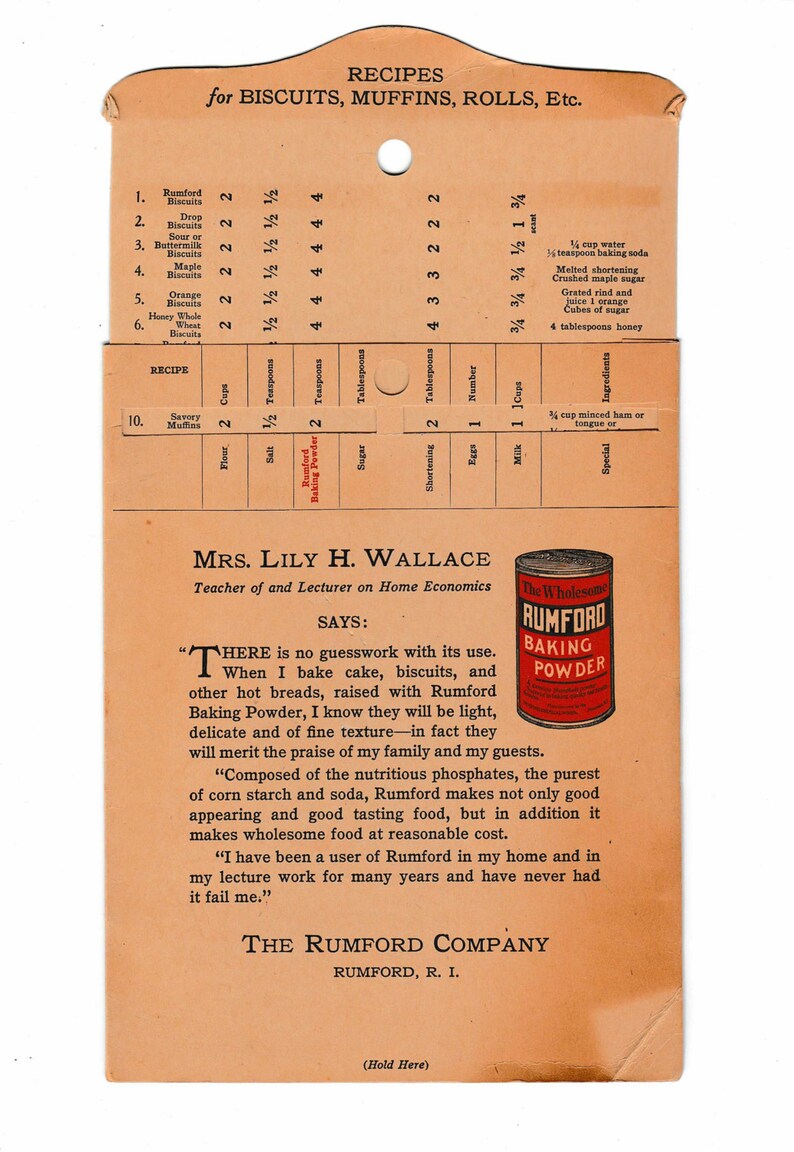 RECIPES
for BISCUITS, MUFFINS, ROLLS, Etc.
1. Rumford Biscuits 2 1/2 4 2 3/4
2. Drop Biscuits 2 1/2 4 2 1 scant
3. Sour or Buttermilk Biscuits 2 1/2 4 2 1/2 1/4 cup water 1/2 teaspoon baking soda
4. Maple Biscuits 2 1/2 4 3 3/4 Melted shortening Crushed maple sugar
5. Orange Biscuits 2 1/2 4 3 3/4 Grated rind and juice 1 orange Cubes of sugar
6. Honey Whole Wheat Biscuits 2 1/2 4 4 3/4 4 tablespoons honey
RECIPE Cups Teaspoons Teaspoons Tablespoons Tablespoons Number Cups Ingredients
10. Savory Muffins 2 1/2 2 2 1 1 3/4 cup minced ham or tongue or
Flour Salt Rumford Baking Powder Sugar Shortening Eggs Milk Special
MRS. LILY H. WALLACE
Teacher of and Lecturer on Home Economics
SAYS:
The Wholesome
RUMFORD
BAKING
POWDER
“THERE is no guesswork with its use.
When I bake cake, biscuits, and
other hot breads, raised with Rumford
Baking Powder, I know they will be light,
delicate and of fine texture—in fact they
will merit the praise of my family and my guests.
“Composed of the nutritious phosphates, the purest
of corn starch and soda, Rumford makes not only good
appearing and good tasting food, but in addition it
makes wholesome food at reasonable cost.
“I have been a user of Rumford in my home and in
my lecture work for many years and have never had
it fail me.”
THE RUMFORD COMPANY
RUMFORD, R. I.
(Hold Here)